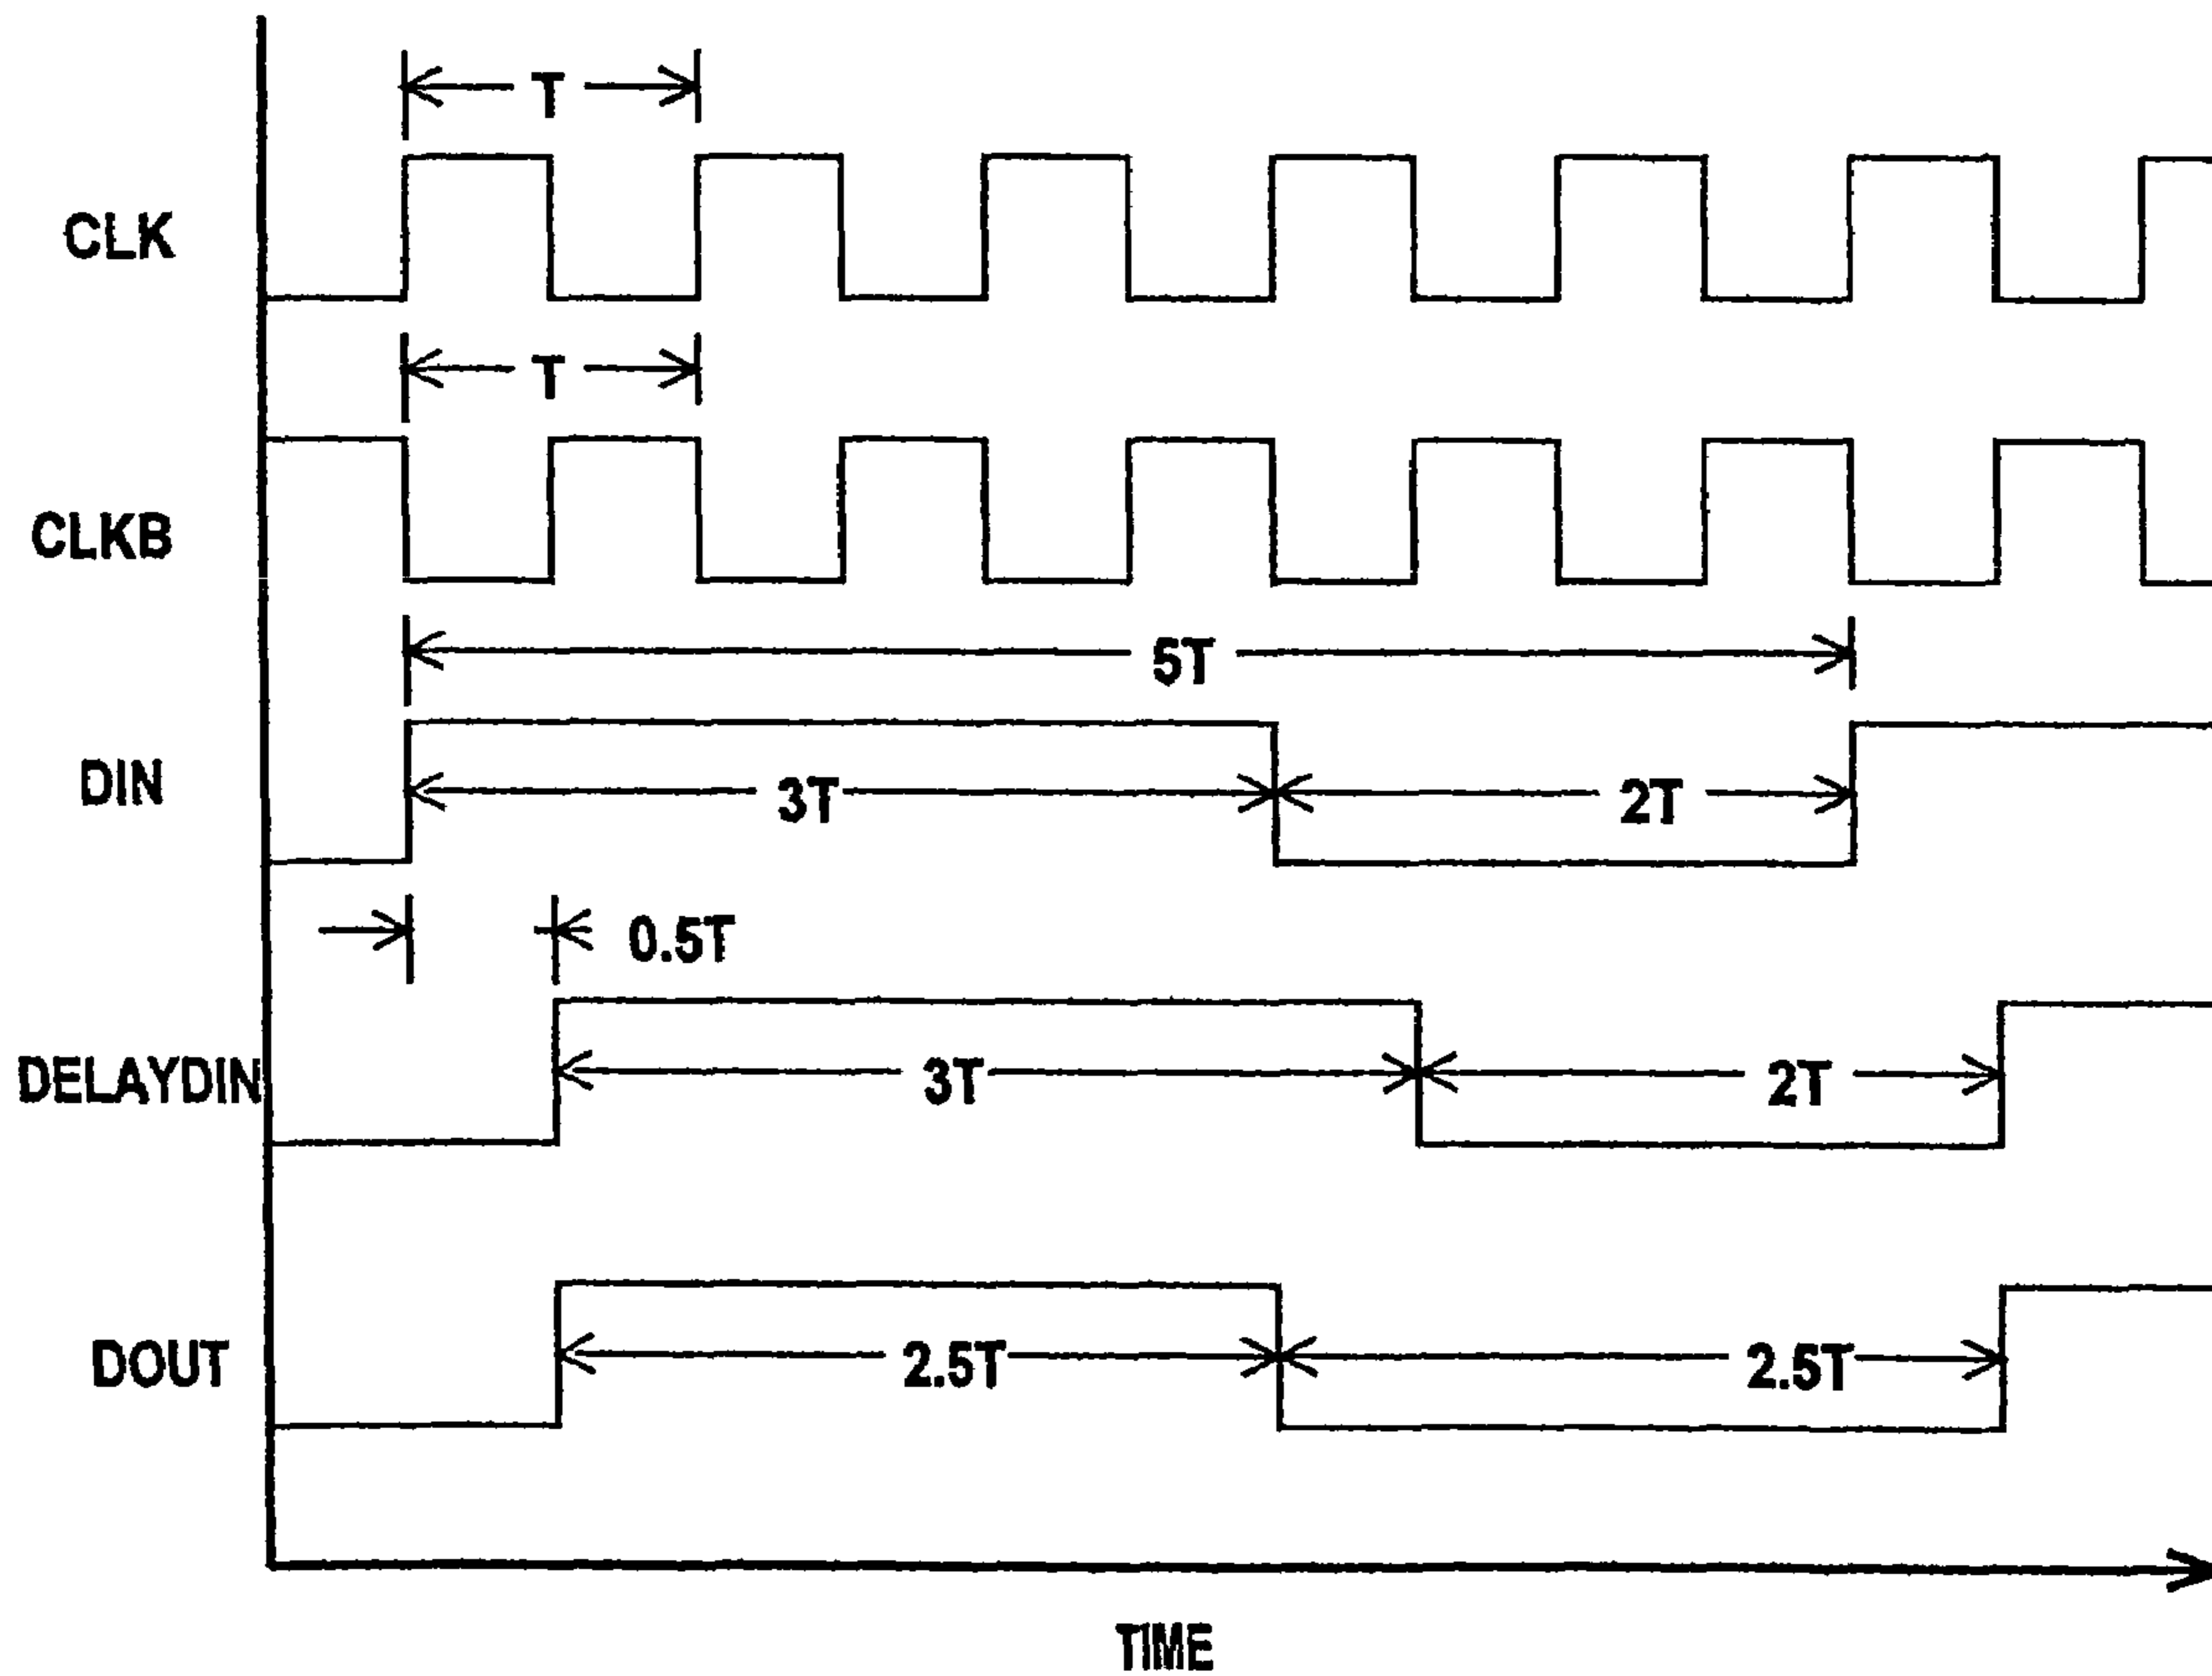 T
CLK
T
CLKB
5T
DIN
3T 2T
0.5T
DELAYDIN
3T 2T
DOUT
2.5T 2.5T
TIME